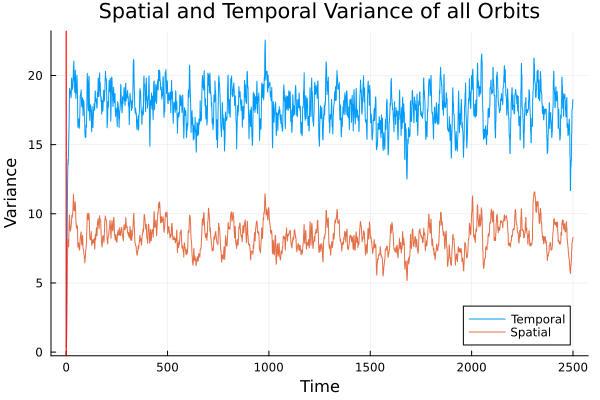 Spatial and Temporal Variance of all Orbits
Variance
20
15
10
5
0
Temporal
Spatial
0 500 1000 1500 2000 2500
Time